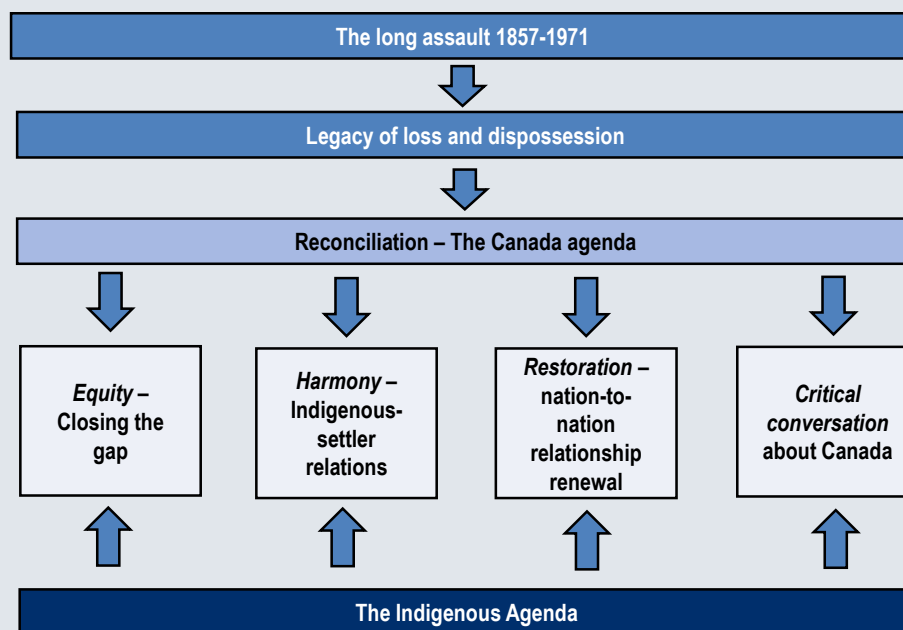 The long assault 1857-1971
Legacy of loss and dispossession
Reconciliation – The Canada agenda
Equity –
Closing the
gap
Harmony –
Indigenous-
settler
relations
Restoration –
nation-to-
nation
relationship
renewal
Critical
conversation
about Canada
The Indigenous Agenda